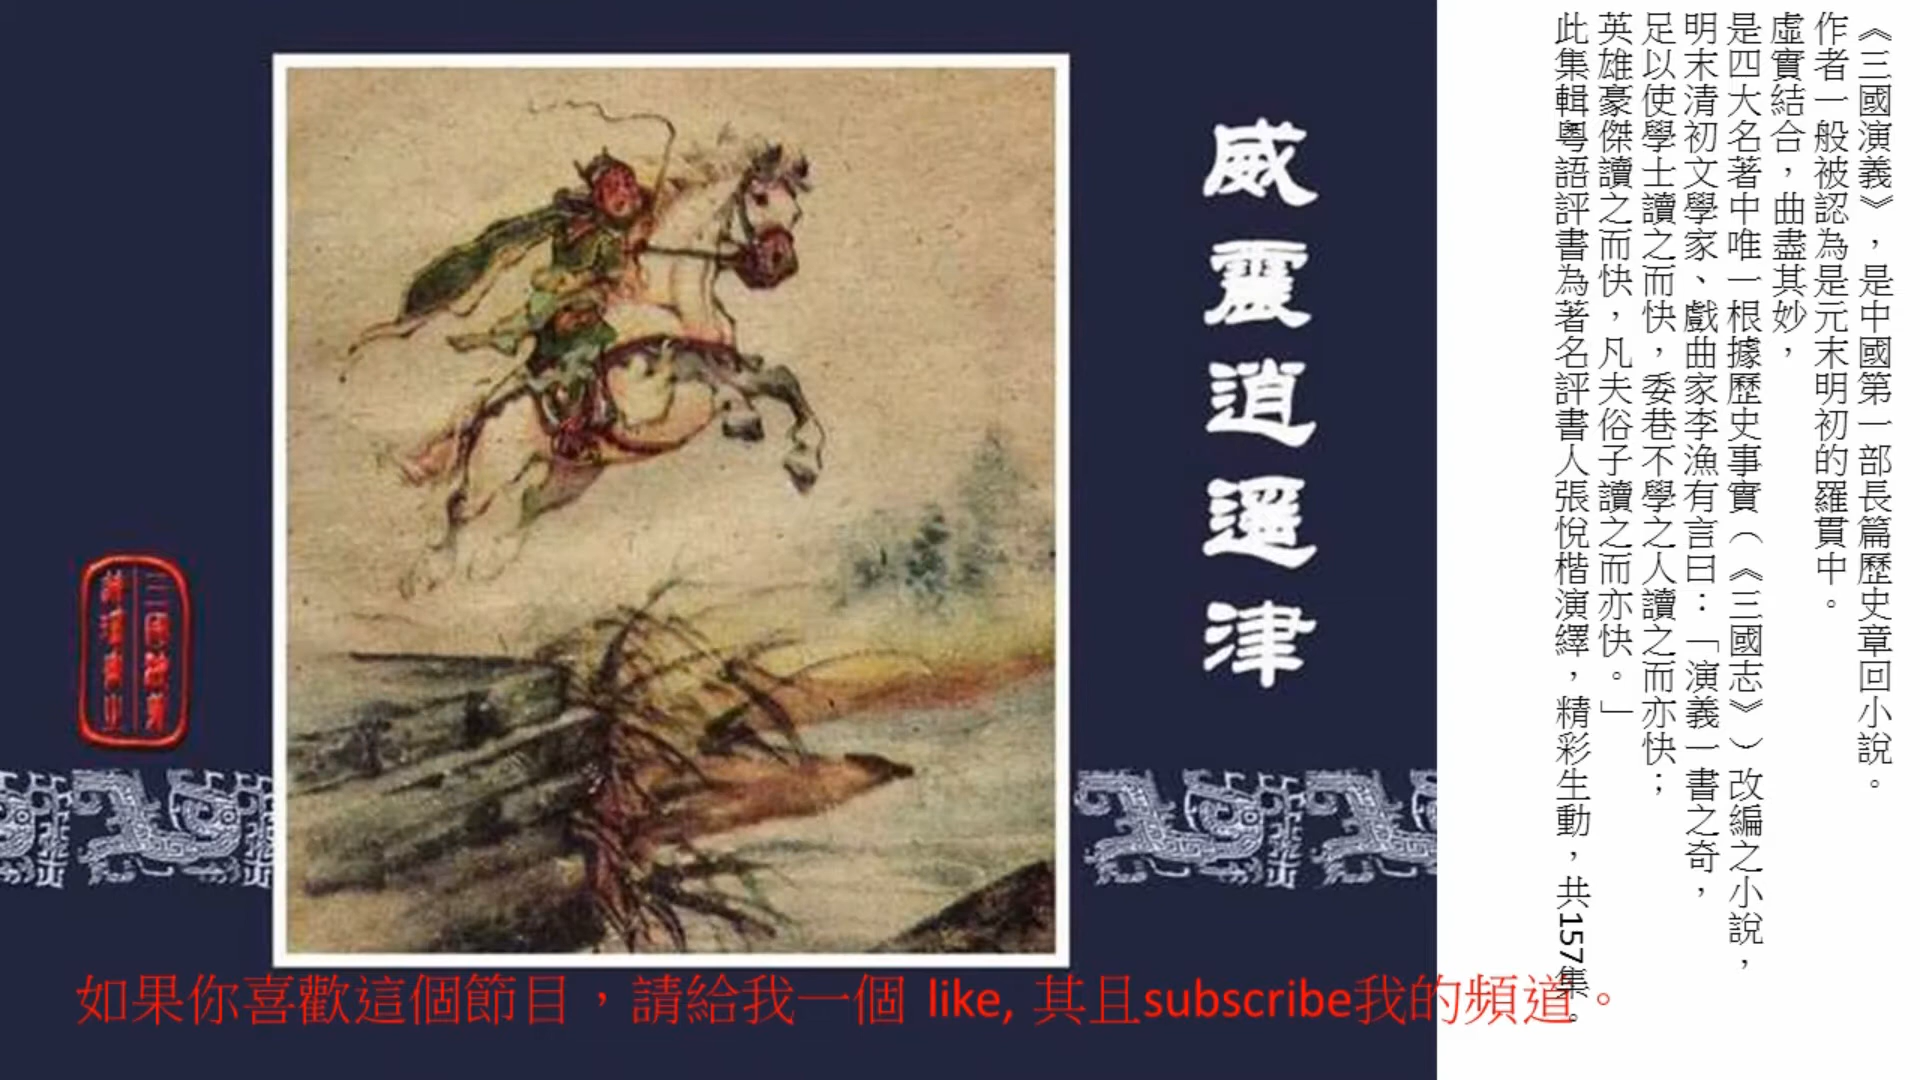 《三國演義》，是中國第一部長篇歷史章回小說。
作者一般被認為是元末明初的羅貫中。
虛實結合，曲盡其妙，
是四大名著中唯一根據歷史事實（《三國志》）改編之小說，
明末清初文學家、戲曲家李漁有言曰：「演義一書之奇，
足以使學士讀之而快，委巷不學之人讀之而亦快；
英雄豪傑讀之而快，凡夫俗子讀之而亦快。」
此集輯粵語評書為著名評書人張悅楷演繹，精彩生動，共157集。
威震逍遙津
如果你喜歡這個節目，請給我一個 like, 其且subscribe我的頻道。